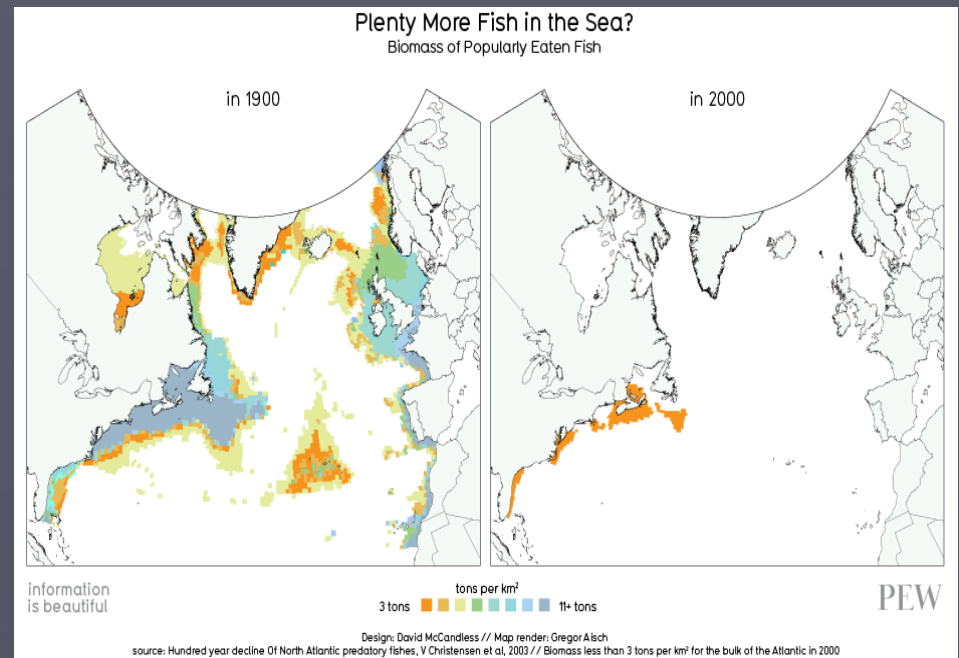 Plenty More Fish in the Sea?
Biomass of Popularly Eaten Fish
in 1900
in 2000
information
is beautiful
tons per km²
3 tons
11+ tons
PEW
Design: David McCandless // Map render: Gregor Aisch
source: Hundred year decline Of North Atlantic predatory fishes, V Christensen et al, 2003 // Biomass less than 3 tons per km² for the bulk of the Atlantic in 2000